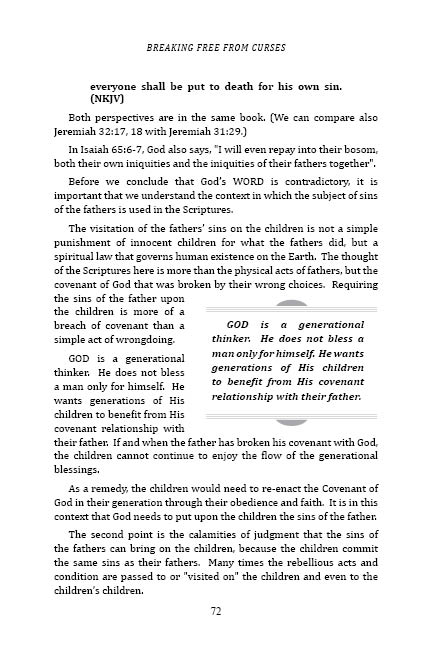 BREAKING FREE FROM CURSES
everyone shall be put to death for his own sin.
(NKJV)
Both perspectives are in the same book. (We can compare also
Jeremiah 32:17, 18 with Jeremiah 31:29.)
In Isaiah 65:6-7, God also says, "I will even repay into their bosom,
both their own iniquities and the iniquities of their fathers together".
Before we conclude that God's WORD is contradictory, it is
important that we understand the context in which the subject of sins
of the fathers is used in the Scriptures.
The visitation of the fathers' sins on the children is not a simple
punishment of innocent children for what the fathers did, but a
spiritual law that governs human existence on the Earth. The thought
of the Scriptures here is more than the physical acts of fathers, but the
covenant of God that was broken by their wrong choices. Requiring
the sins of the father upon
the children is more of a
breach of covenant than a
simple act of wrongdoing.
GOD is a generational
thinker. He does not bless
a man only for himself. He
wants generations of His
children to benefit from His
covenant relationship with
GOD is a generational
thinker. He does not bless a
man only for himself. He wants
generations of His children
to benefit from His covenant
relationship with their father.
their father. If and when the father has broken his covenant with God,
the children cannot continue to enjoy the flow of the generational
blessings.
As a remedy, the children would need to re-enact the Covenant of
God in their generation through their obedience and faith. It is in this
context that God needs to put upon the children the sins of the father.
The second point is the calamities of judgment that the sins of
the fathers can bring on the children, because the children commit
the same sins as their fathers. Many times the rebellious acts and
condition are passed to or "visited on" the children and even to the
children's children.
72